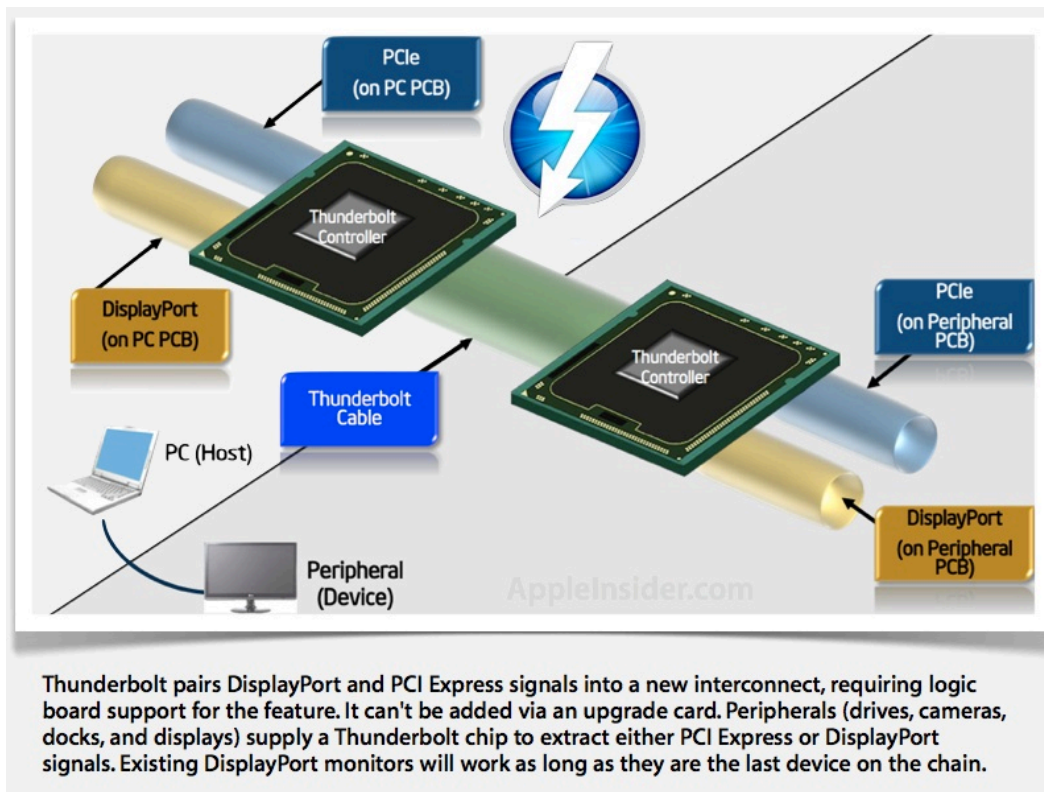 PCIe
(on PC PCB)
Thunderbolt
Controller
DisplayPort
(on PC PCB)
PCIe
(on Peripheral
PCB)
Thunderbolt
Controller
Thunderbolt
Cable
PC (Host)
DisplayPort
(on Peripheral
PCB)
Peripheral
(Device)
AppleInsider.com
Thunderbolt pairs DisplayPort and PCI Express signals into a new interconnect, requiring logic
board support for the feature. It can't be added via an upgrade card. Peripherals (drives, cameras,
docks, and displays) supply a Thunderbolt chip to extract either PCI Express or DisplayPort
signals. Existing DisplayPort monitors will work as long as they are the last device on the chain.